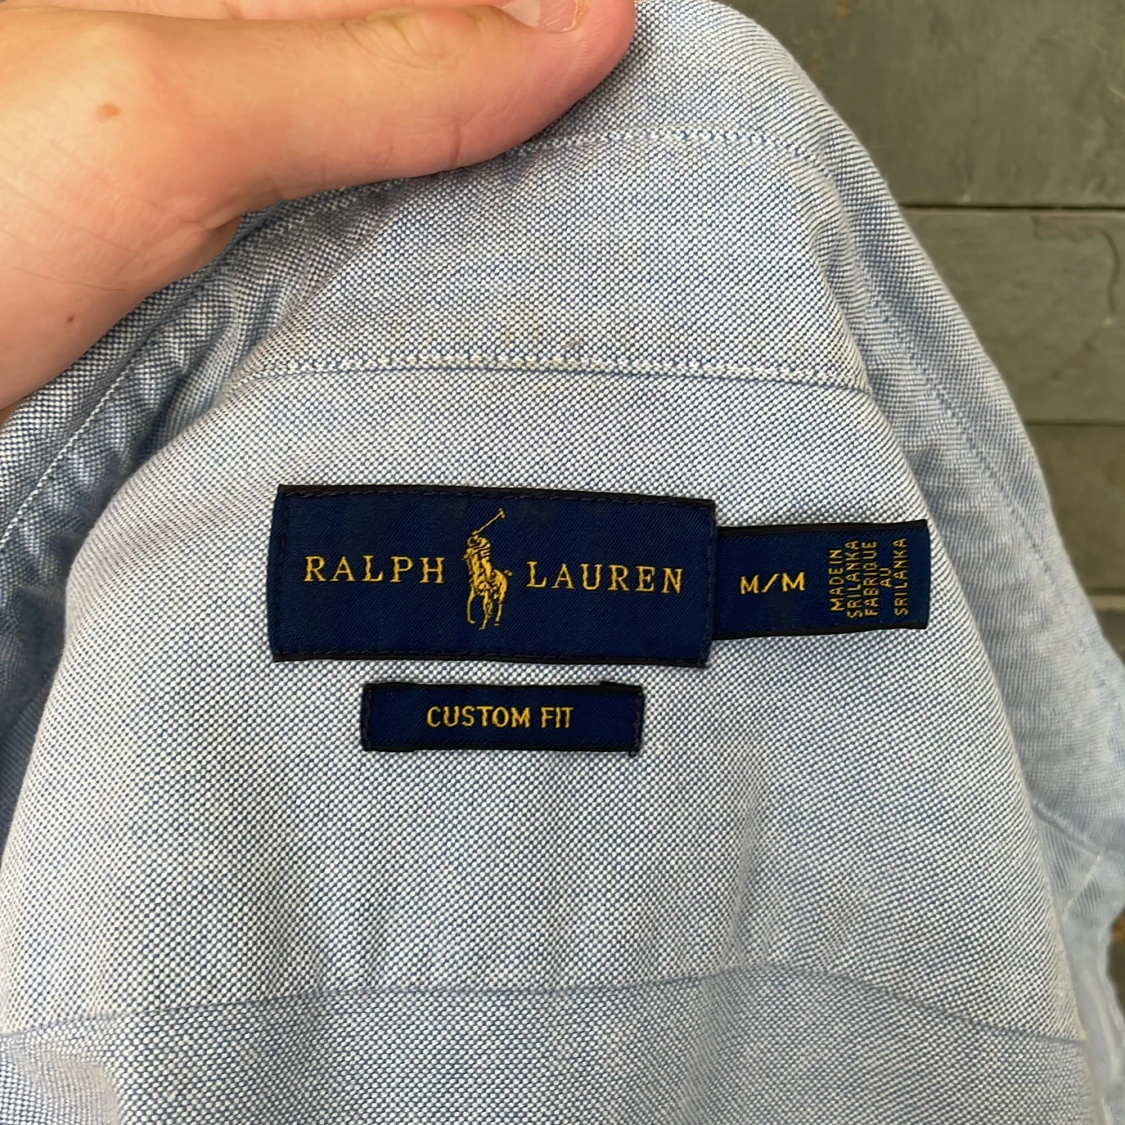 RALPH LAUREN
M/M
MADE IN
SRI LANKA
FABRIQUE
AU
SRI LANKA
CUSTOM FIT